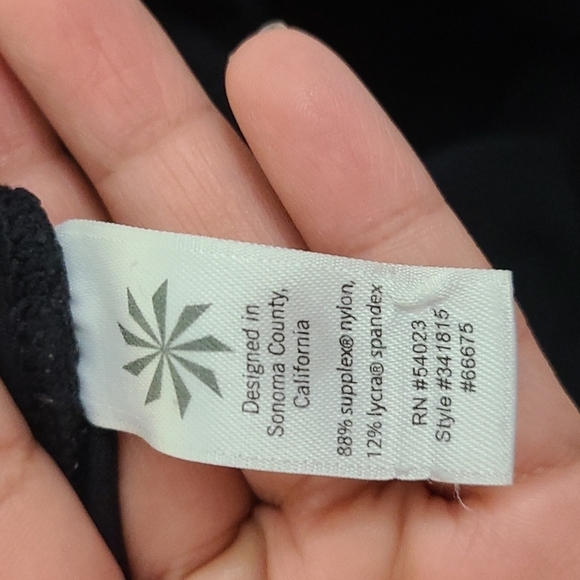 Designed in
Sonoma County,
California
88% supplex® nylon,
12% lycra® spandex
RN #54023
Style #341815
#66675